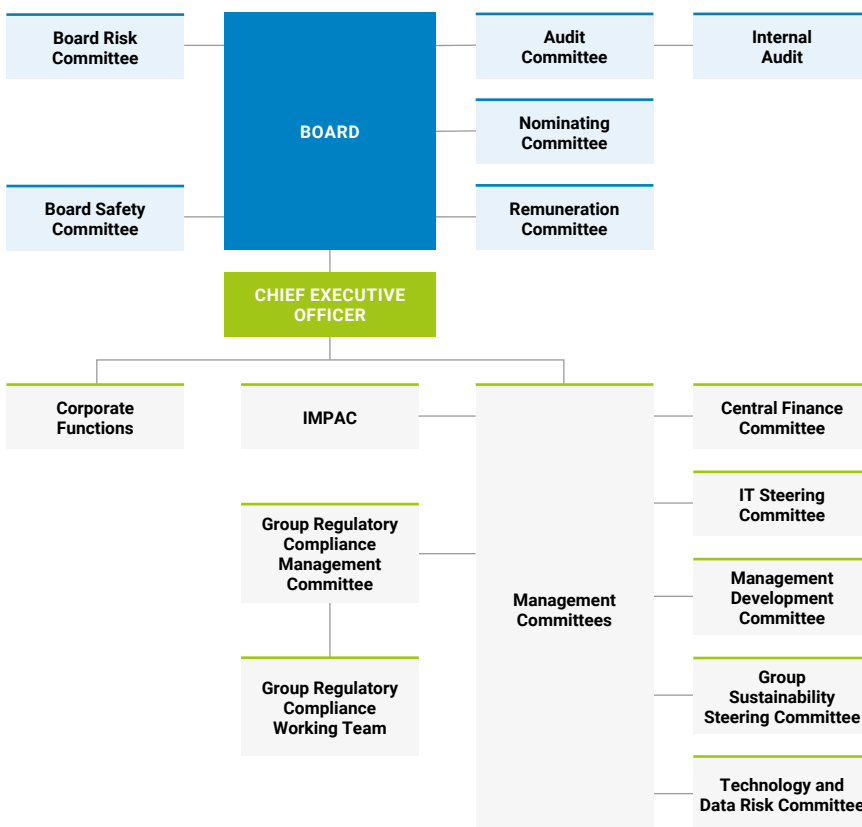 Board Risk
Committee
BOARD
Audit
Committee
Internal
Audit
Nominating
Committee
Board Safety
Committee
Remuneration
Committee
CHIEF EXECUTIVE
OFFICER
Corporate
Functions
IMPAC
Management
Committees
Central Finance
Committee
IT Steering
Committee
Group Regulatory
Compliance
Management
Committee
Management
Development
Committee
Group Regulatory
Compliance
Working Team
Group
Sustainability
Steering Committee
Technology and
Data Risk Committee